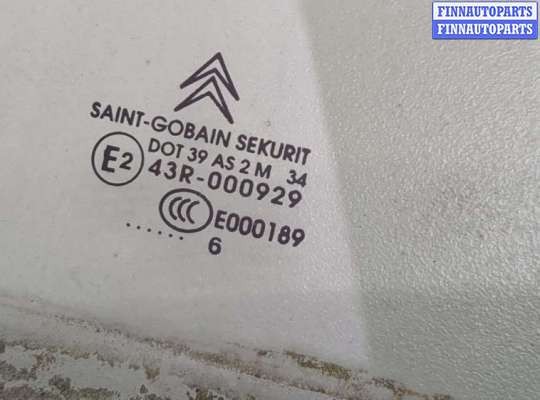 FINNAUTOPARTS
FINNAUTOPARTS
SAINT-GOBAIN SEKURIT
DOT 39 AS 2 M 34
E2 43R-000929
CCC E000189
...... 6